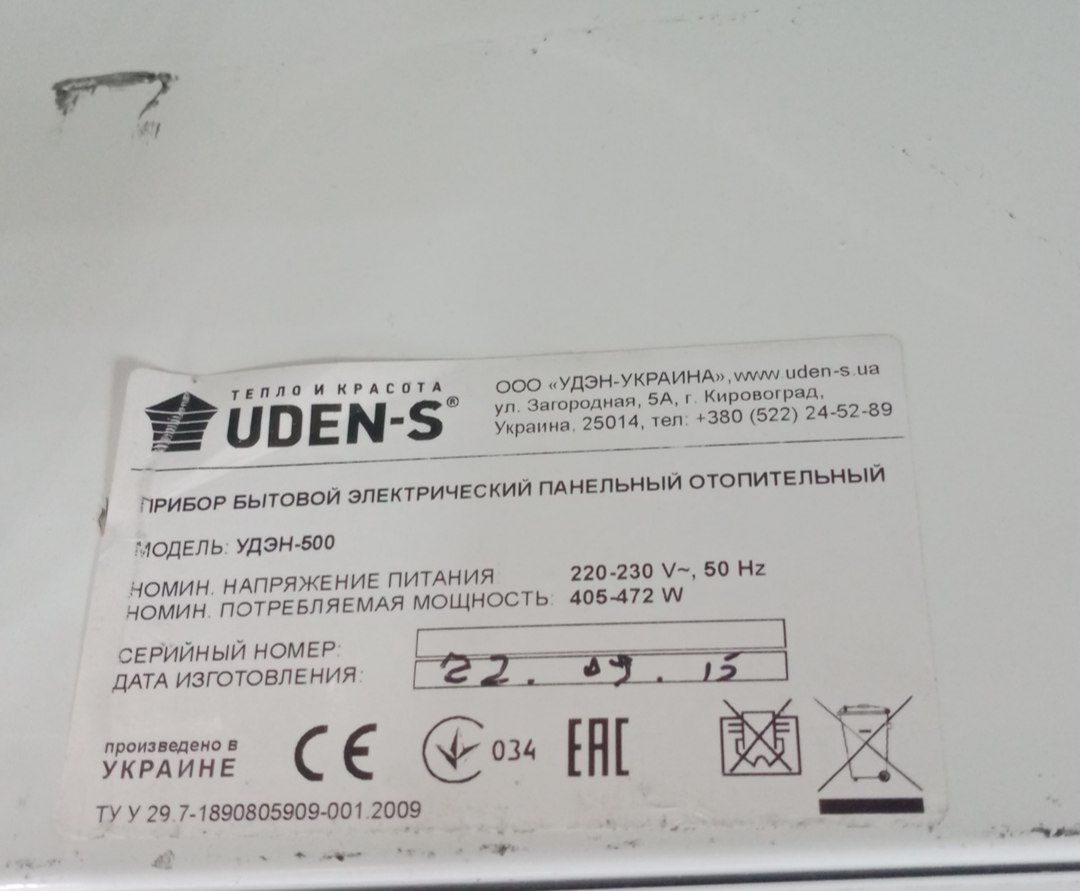 ТЕПЛО И КРАСОТА
UDEN-S®
ООО «УДЭН-УКРАИНА», www.uden-s.ua
ул. Загородная, 5А, г. Кировоград,
Украина, 25014, тел: +380 (522) 24-52-89
ПРИБОР БЫТОВОЙ ЭЛЕКТРИЧЕСКИЙ ПАНЕЛЬНЫЙ ОТОПИТЕЛЬНЫЙ
МОДЕЛЬ: УДЭН-500
НОМИН. НАПРЯЖЕНИЕ ПИТАНИЯ: 220-230 V~, 50 Hz
НОМИН. ПОТРЕБЛЯЕМАЯ МОЩНОСТЬ: 405-472 W
СЕРИЙНЫЙ НОМЕР:
ДАТА ИЗГОТОВЛЕНИЯ: 22.09.15
произведено в
УКРАИНЕ
CE
034
EAC
ТУ У 29.7-1890805909-001.2009